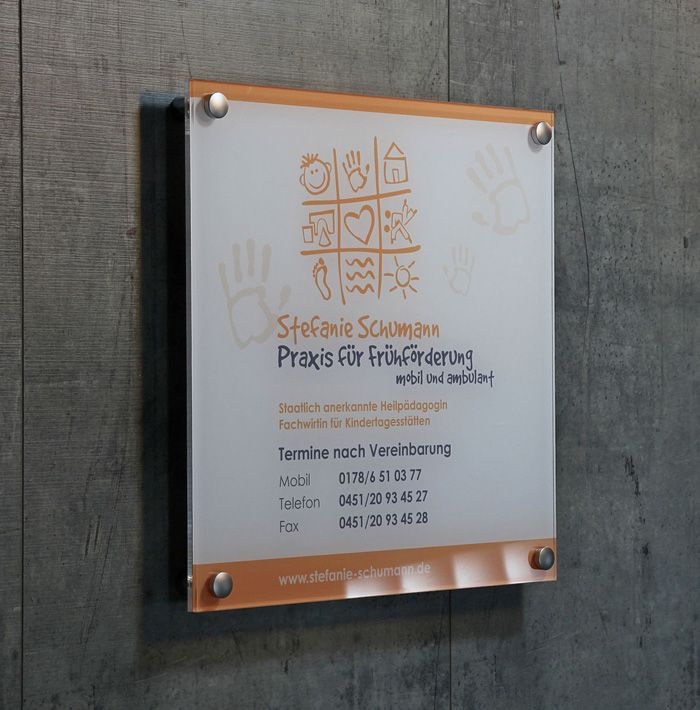 Stefanie Schumann
Praxis für Frühförderung
mobil und ambulant
Staatlich anerkannte Heilpädagogin
Fachwirtin für Kindertagesstätten
Termine nach Vereinbarung
Mobil 0178/6 51 03 77
Telefon 0451/20 93 45 27
Fax 0451/20 93 45 28
www.stefanie-schumann.de